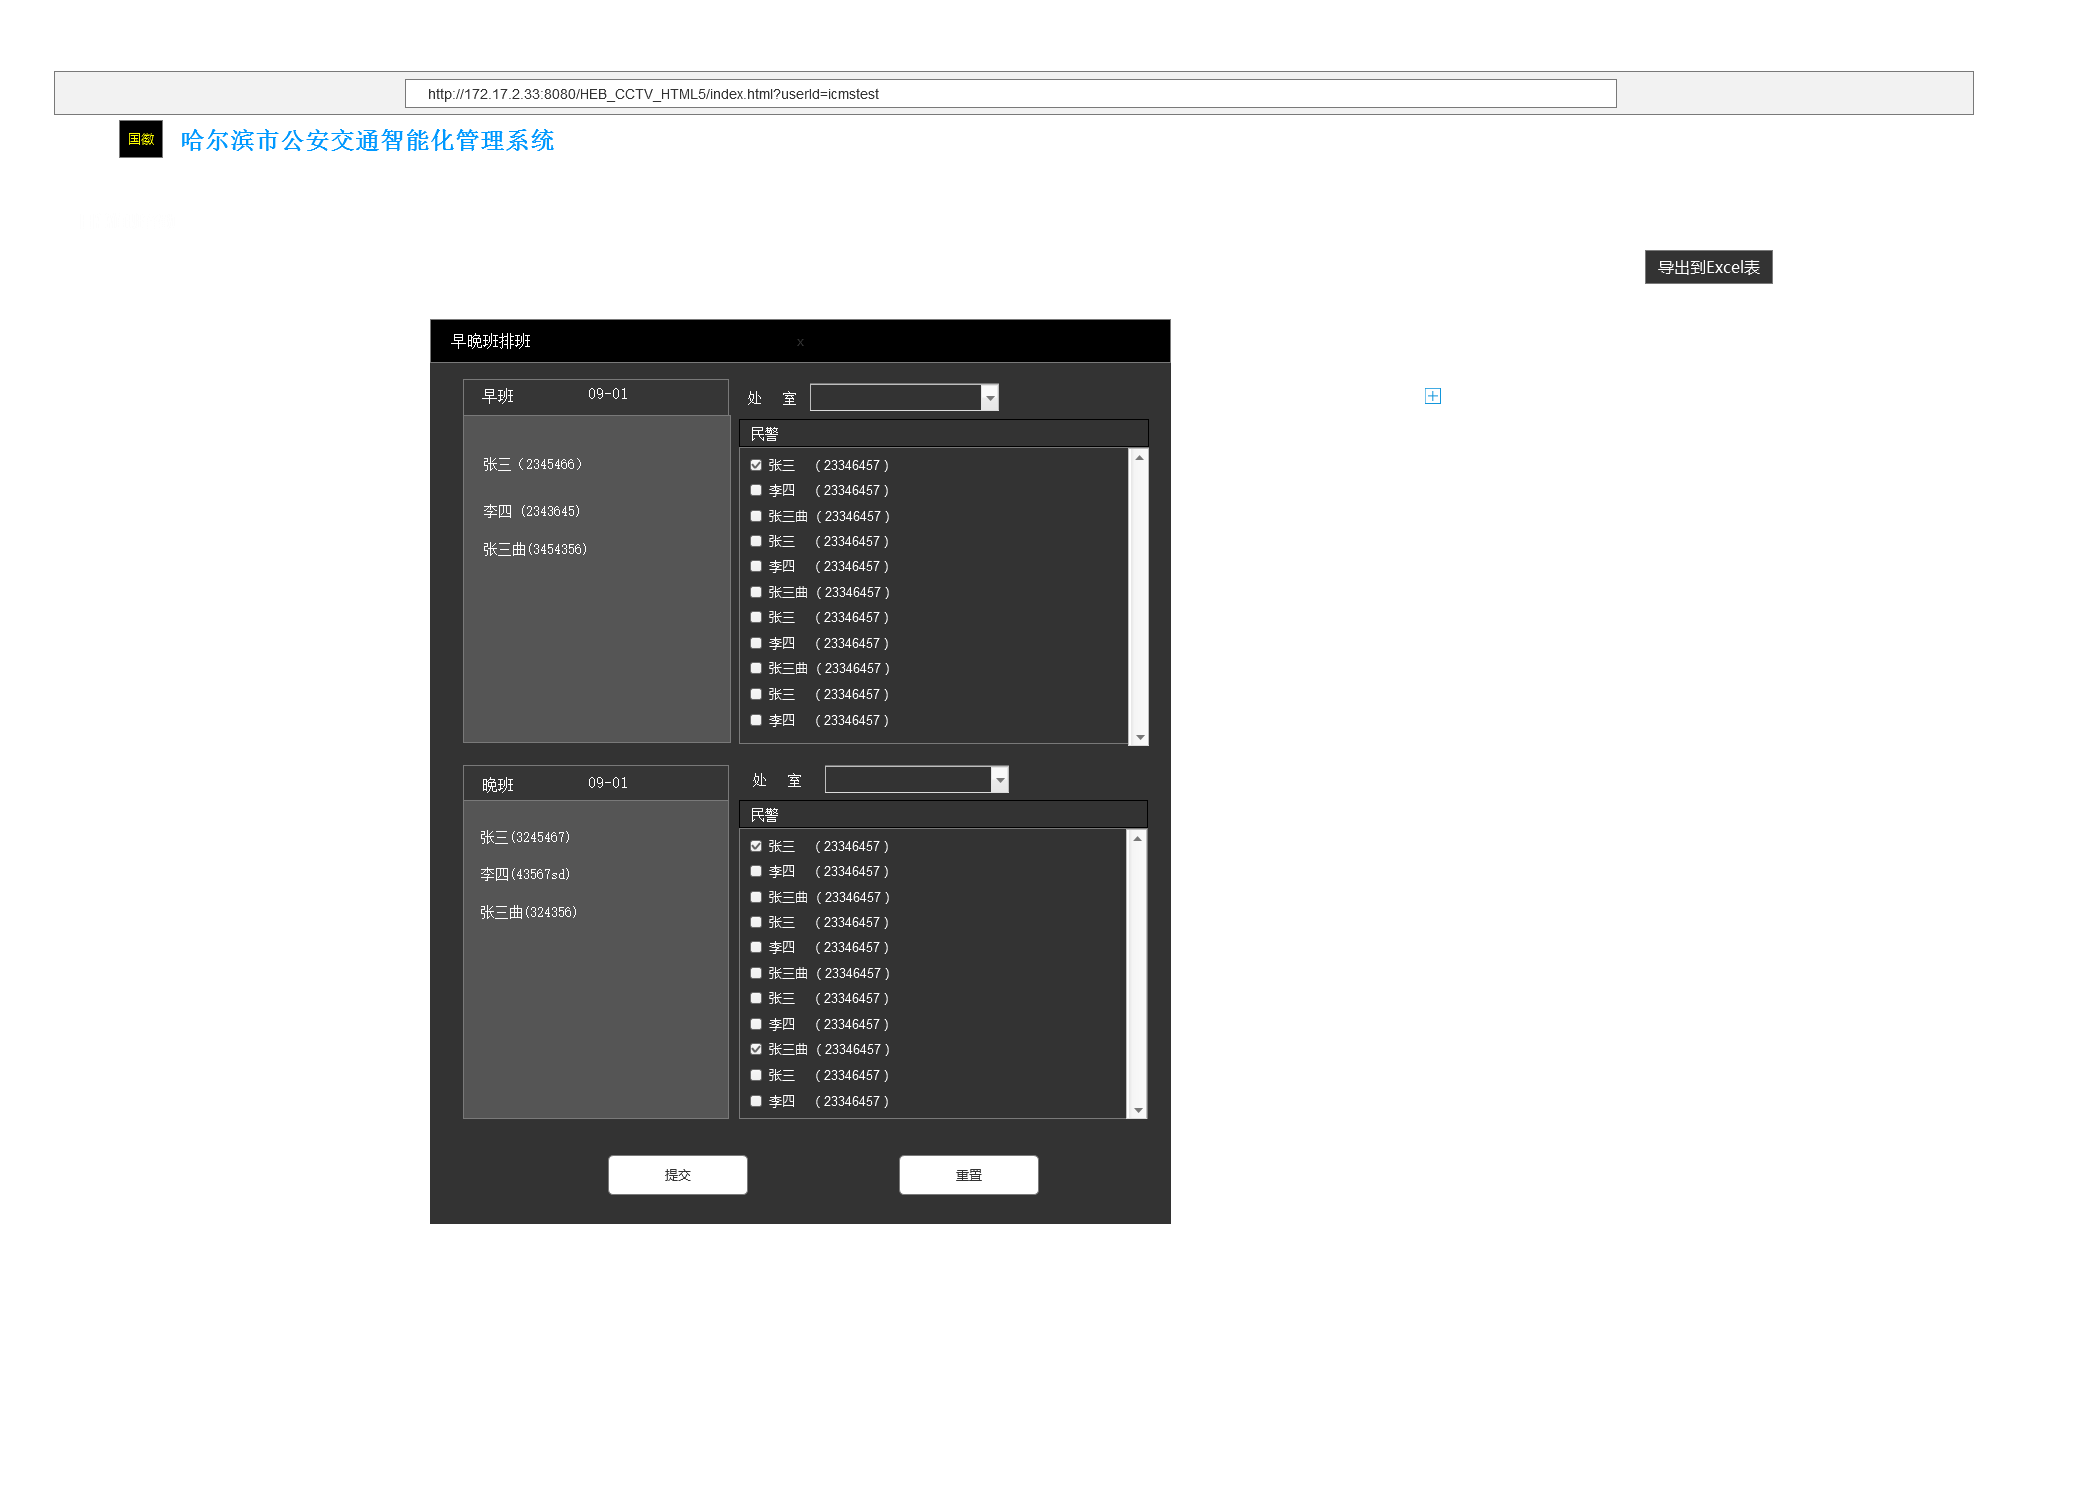 http://172.17.2.33:8080/HEB_CCTV_HTML5/index.html?userId=icmstest
国徽 哈尔滨市公安交通智能化管理系统
导出到Excel表
早晚班排班 x
早班 09-01
处 室
民警
张三（2345466）
李四 (2343645)
张三曲(3454356)
张三 ( 23346457 )
李四 ( 23346457 )
张三曲 ( 23346457 )
张三 ( 23346457 )
李四 ( 23346457 )
张三曲 ( 23346457 )
张三 ( 23346457 )
李四 ( 23346457 )
张三曲 ( 23346457 )
张三 ( 23346457 )
李四 ( 23346457 )
晚班 09-01
处 室
民警
张三(3245467)
李四(43567sd)
张三曲(324356)
张三 ( 23346457 )
李四 ( 23346457 )
张三曲 ( 23346457 )
张三 ( 23346457 )
李四 ( 23346457 )
张三曲 ( 23346457 )
张三 ( 23346457 )
李四 ( 23346457 )
张三曲 ( 23346457 )
张三 ( 23346457 )
李四 ( 23346457 )
提交 重置